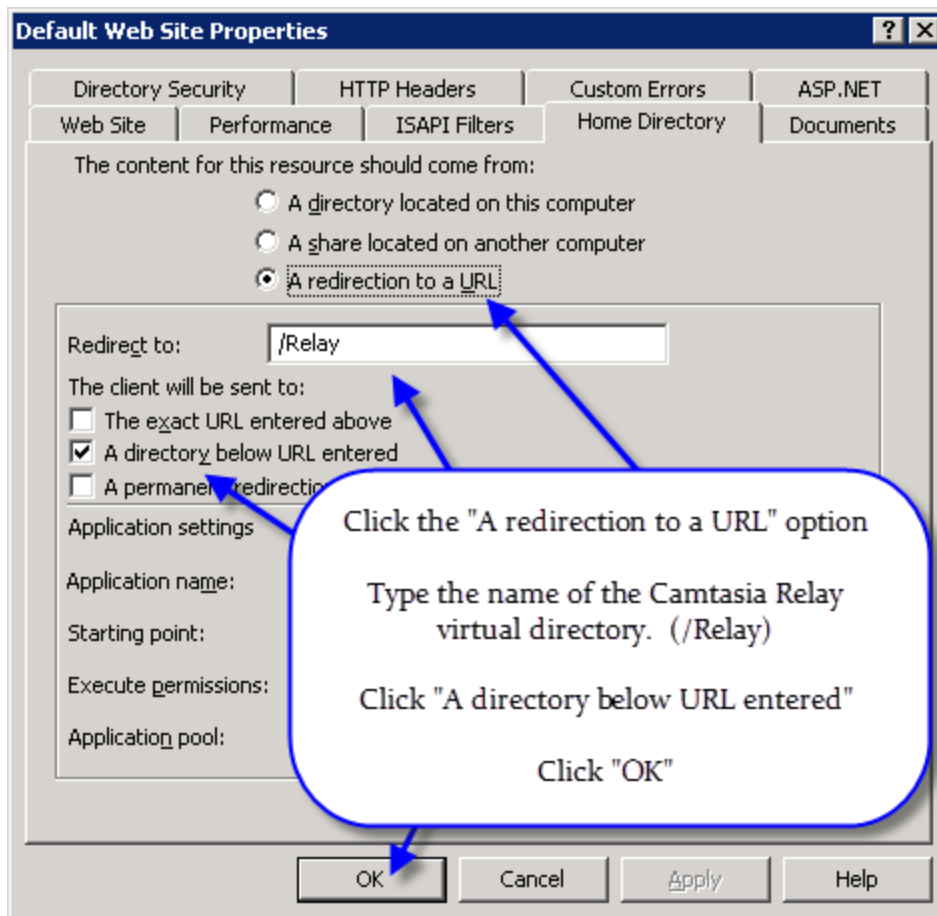 Default Web Site Properties
Directory Security HTTP Headers Custom Errors ASP.NET
Web Site Performance ISAPI Filters Home Directory Documents
The content for this resource should come from:
A directory located on this computer
A share located on another computer
A redirection to a URL
Redirect to: /Relay
The client will be sent to:
The exact URL entered above
A directory below URL entered
A permanent redirection
Application settings
Application name:
Starting point:
Execute permissions:
Application pool:
Click the "A redirection to a URL" option
Type the name of the Camtasia Relay
virtual directory. (/Relay)
Click "A directory below URL entered"
Click "OK"
OK Cancel Apply Help